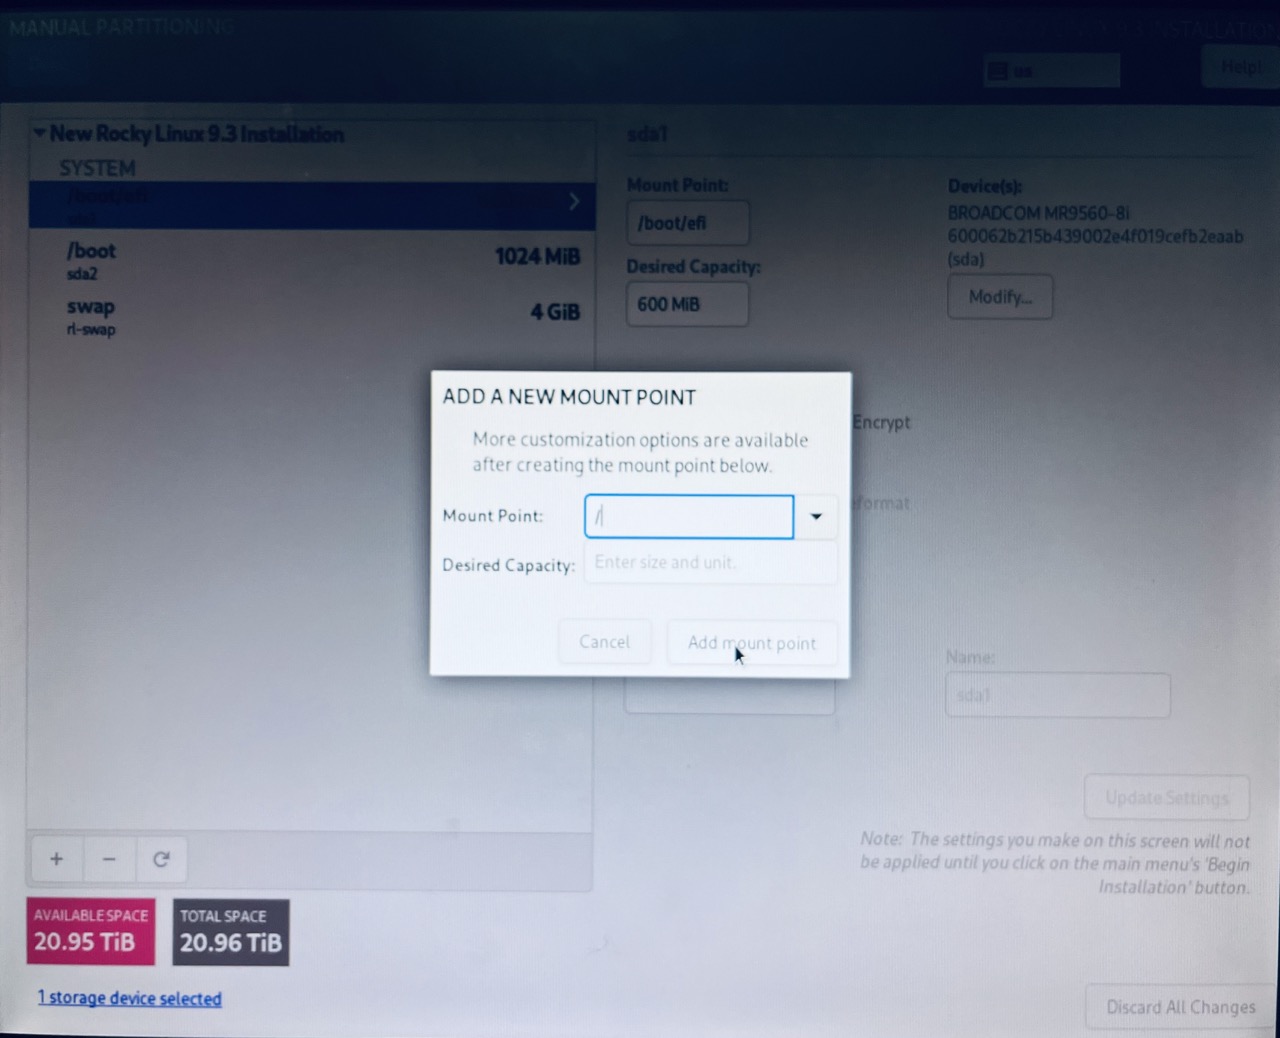 MANUAL PARTITIONING
INSTALLATION
us
Help!
New Rocky Linux 9.3 Installation
SYSTEM
/boot/efi
sda1
/boot
1024 MiB
sda2
swap
4 GiB
rl-swap
sda1
Mount Point:
/boot/efi
Desired Capacity:
600 MiB
Device(s):
BROADCOM MR9560-8i
600062b215b439002e4f019cefb2eaab
(sda)
Modify...
Encrypt
ADD A NEW MOUNT POINT
More customization options are available
after creating the mount point below.
Mount Point:
/
Desired Capacity:
Enter size and unit.
Cancel
Add mount point
Name:
sda1
Update Settings
Note: The settings you make on this screen will not
be applied until you click on the main menu's 'Begin
Installation' button.
+ −
AVAILABLE SPACE
20.95 TiB
TOTAL SPACE
20.96 TiB
1 storage device selected
Discard All Changes